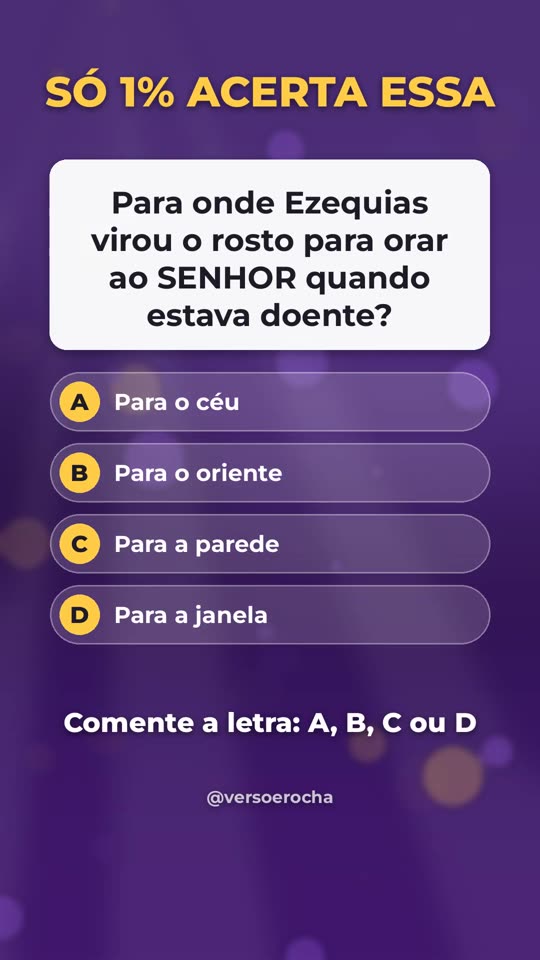 SÓ 1% ACERTA ESSA
Para onde Ezequias
virou o rosto para orar
ao SENHOR quando
estava doente?
A Para o céu
B Para o oriente
C Para a parede
D Para a janela
Comente a letra: A, B, C ou D
@versoerocha